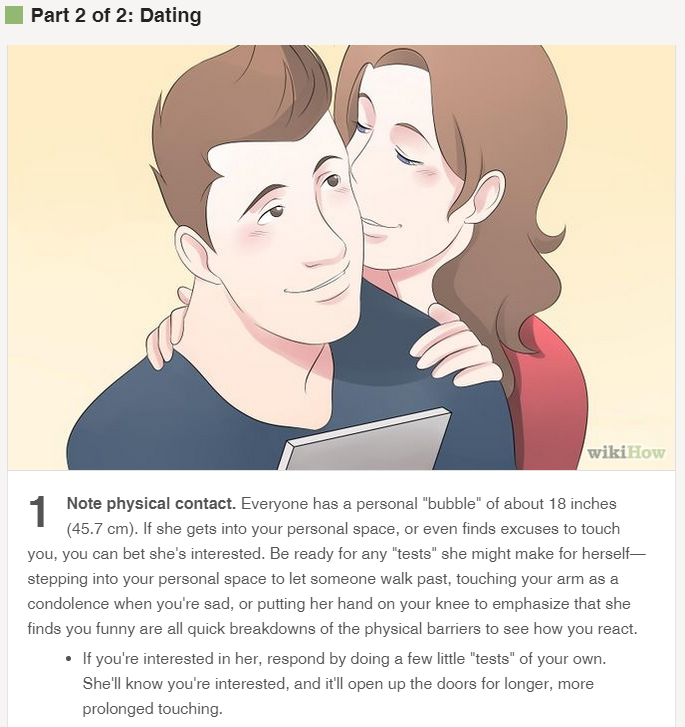 Part 2 of 2: Dating
wikiHow
1 Note physical contact. Everyone has a personal "bubble" of about 18 inches
(45.7 cm). If she gets into your personal space, or even finds excuses to touch
you, you can bet she's interested. Be ready for any "tests" she might make for herself—
stepping into your personal space to let someone walk past, touching your arm as a
condolence when you're sad, or putting her hand on your knee to emphasize that she
finds you funny are all quick breakdowns of the physical barriers to see how you react.
• If you're interested in her, respond by doing a few little "tests" of your own.
She'll know you're interested, and it'll open up the doors for longer, more
prolonged touching.